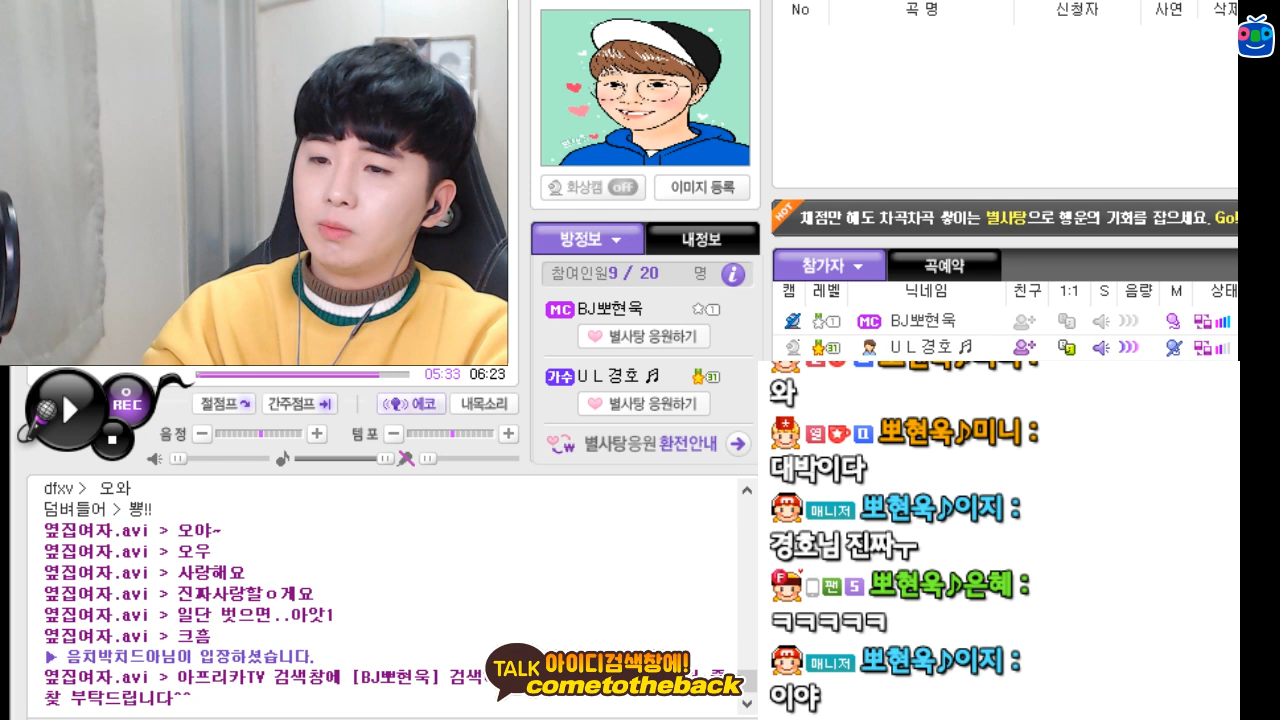 화상캠 off
이미지 등록
방정보
내정보
참여인원9 / 20 명
MC BJ뽀현욱
1
별사탕 응원하기
가수 U L 경호
31
별사탕 응원하기
별사탕응원 환전안내
No 곡 명 신청자 사연 삭제
HOT 채점만 해도 차곡차곡 쌓이는 별사탕으로 행운의 기회를 잡으세요. Go!
참가자
곡예약
캠 레벨 닉네임 친구 1:1 S 음량 M 상태
1 MC BJ뽀현욱
31 U L 경호
05:33 06:23
REC
절점프
간주점프
에코
내목소리
음정
템포
dfxv > 오와
덤벼들어 > 뿅!!
옆집여자.avi > 오야~
옆집여자.avi > 오우
옆집여자.avi > 사랑해요
옆집여자.avi > 진짜사랑할ㅇ게요
옆집여자.avi > 일단 벗으면..아앗1
옆집여자.avi > 크흠
▶ 음치박치드아님이 입장하셨습니다.
옆집여자.avi > 아프리카TV 검색창에 [BJ뽀현욱] 검색
찾 부탁드립니다^^
TALK 아이디검색창에!
cometotheback
와
열 뽀현욱♪미니 :
대박이다
매니저 뽀현욱♪이지 :
경호님 진짜ㅜ
F 팬 5 뽀현욱♪은혜 :
ㅋㅋㅋㅋㅋ
매니저 뽀현욱♪이지 :
이야